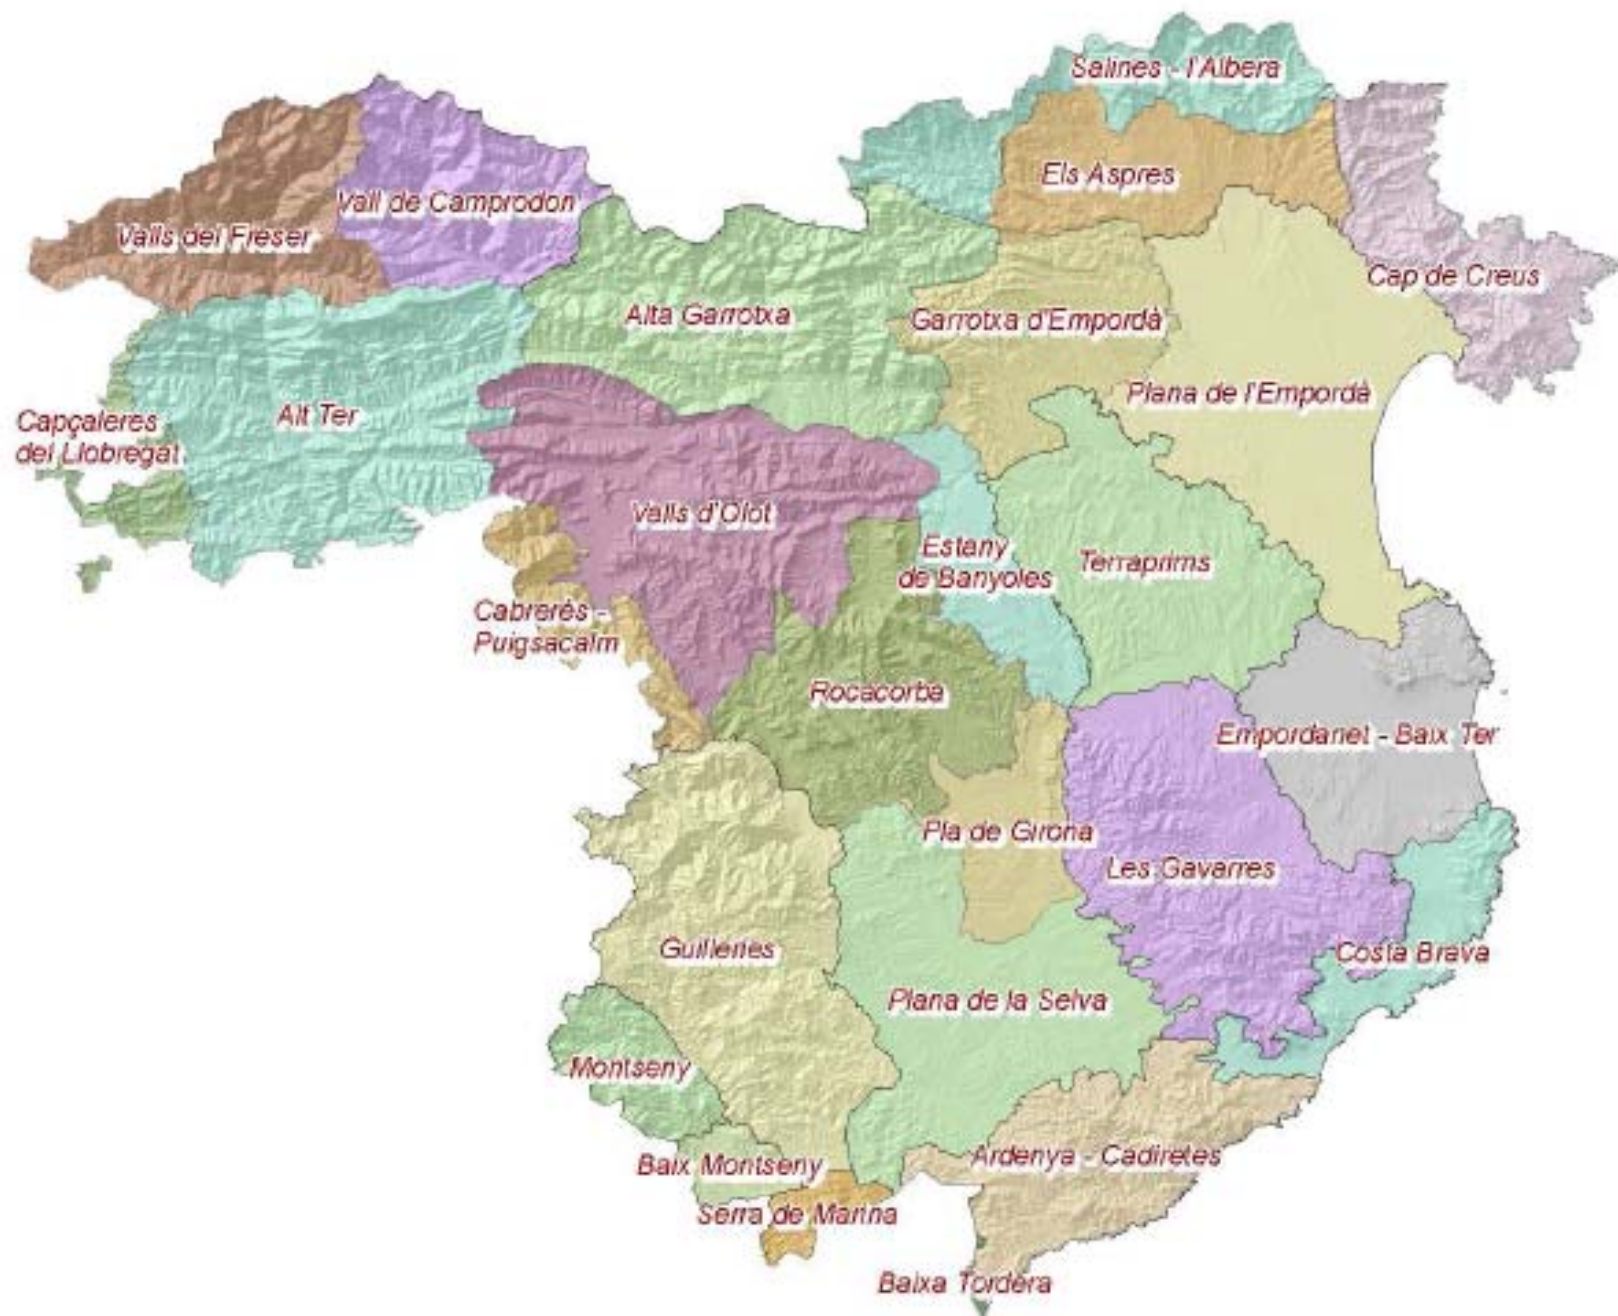 Salines - l'Albera
Els Aspres
Vall de Camprodon
Valls del Freser
Cap de Creus
Alta Garrotxa
Garrotxa d'Empordà
Plana de l'Empordà
Alt Ter
Capçaleres
del Llobregat
Valls d'Olot
Estany
de Banyoles
Terraprims
Cabrerès -
Puigsacalm
Rocacorba
Empordanet - Baix Ter
Pla de Girona
Les Gavarres
Guilleries
Costa Brava
Plana de la Selva
Montseny
Ardenya - Cadiretes
Baix Montseny
Serra de Marina
Baixa Tordera